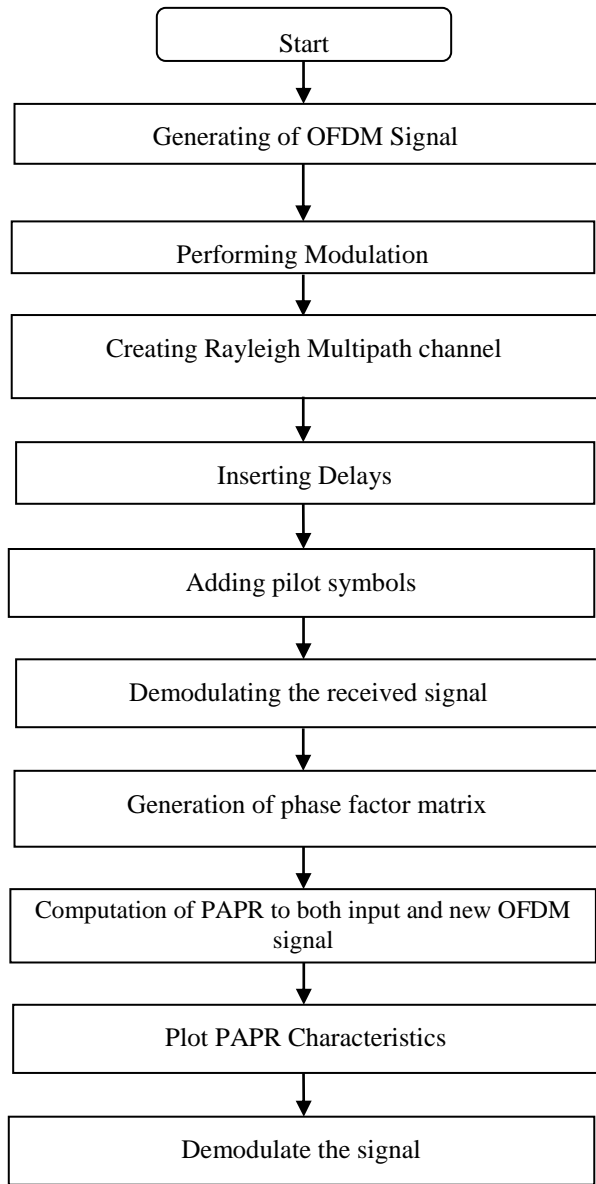 Start
Generating of OFDM Signal
Performing Modulation
Creating Rayleigh Multipath channel
Inserting Delays
Adding pilot symbols
Demodulating the received signal
Generation of phase factor matrix
Computation of PAPR to both input and new OFDM
signal
Plot PAPR Characteristics
Demodulate the signal